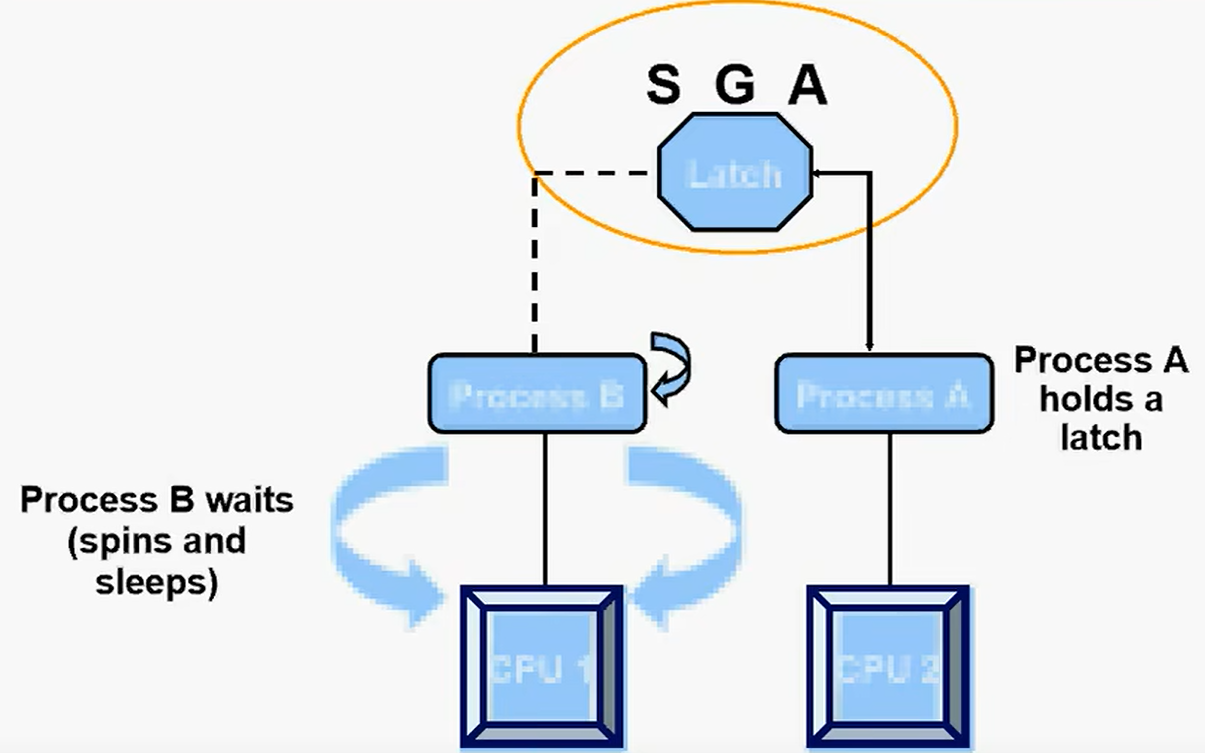 S G A
Latch
Process B
Process A
Process A
holds a
latch
Process B waits
(spins and
sleeps)
CPU 1
CPU 2